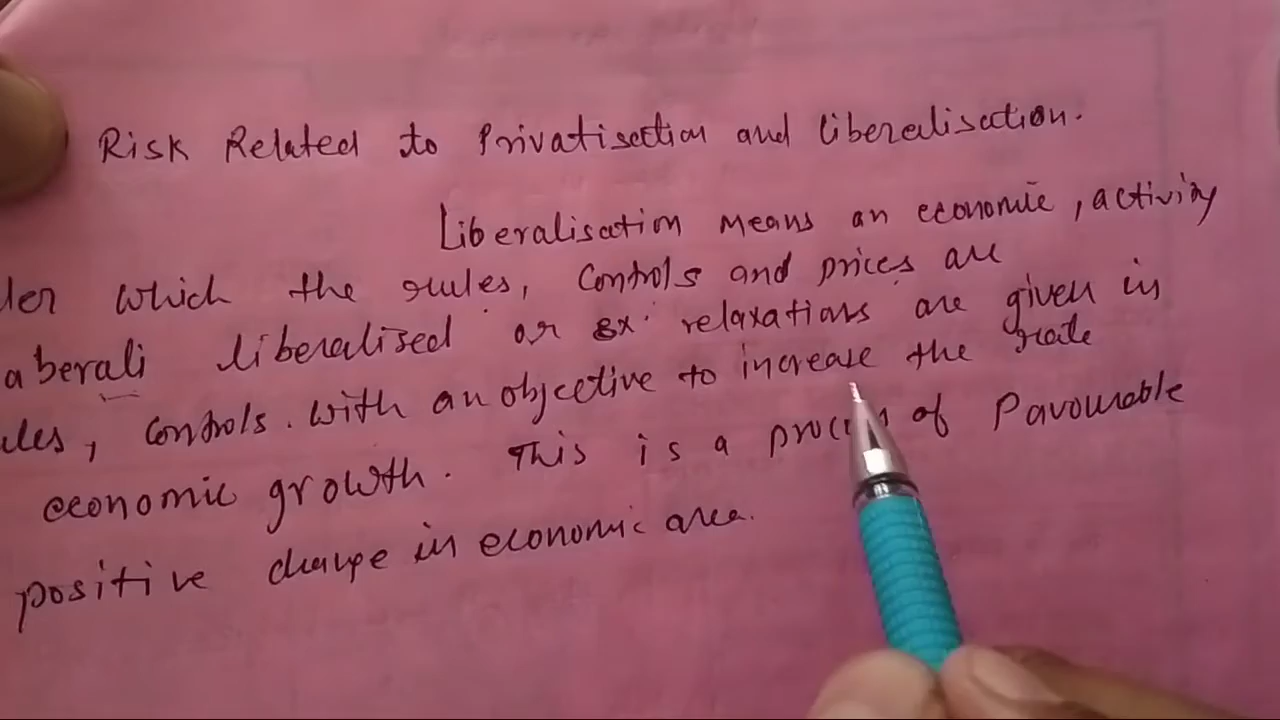 Risk Related to Privatisation and liberalisation.
Liberalisation means an economic, activity
der which the rules, controls and prices are
aberali liberalised or ex. relaxations are given in
ules, controls. with an objective to increase the rate
economic growth. This is a process of Pavourable
positive change in economic area.